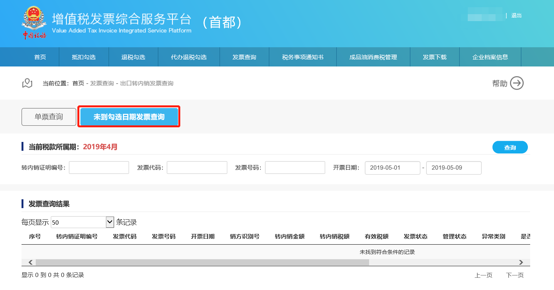 增值税发票综合服务平台 （首都）
Value Added Tax Invoice Integrated Service Platform
| 退出
首页 抵扣勾选 退税勾选 代办退税勾选 发票查询 税务事项通知书 成品油消费税管理 发票下载 企业档案信息
当前位置：首页 - 发票查询 - 出口转内销发票查询 帮助
单票查询 未到勾选日期发票查询
当前税款所属期：2019年4月 查询
转内销证明编号： 发票代码： 发票号码： 开票日期： 2019-05-01 - 2019-05-09
发票查询结果
每页显示 50 条记录
序号 转内销证明编号 发票代码 发票号码 开票日期 销方识别号 转内销金额 转内销税额 有效税额 发票状态 管理状态 异常类别 是否
未找到符合条件的记录
显示 0 到 0 共 0 条记录 上一页 下一页